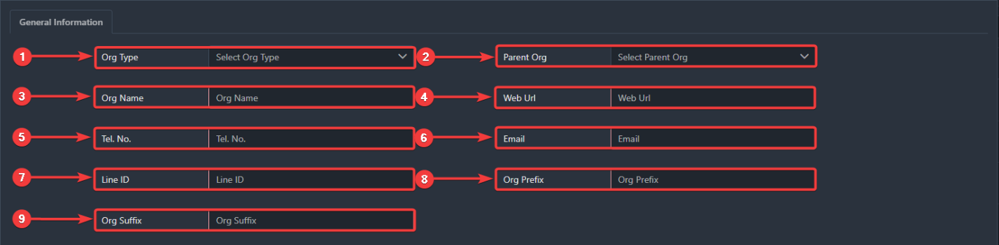 General Information
1 Org Type Select Org Type 2 Parent Org Select Parent Org
3 Org Name Org Name 4 Web Url Web Url
5 Tel. No. Tel. No. 6 Email Email
7 Line ID Line ID 8 Org Prefix Org Prefix
9 Org Suffix Org Suffix